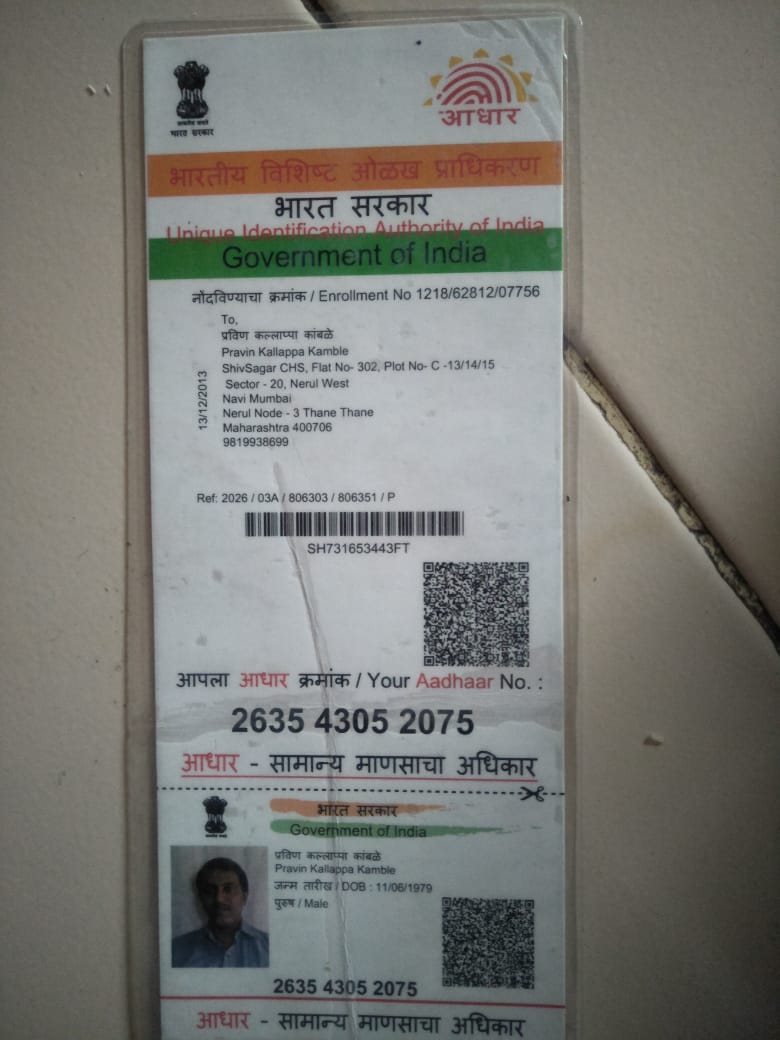 भारत सरकार
आधार
भारतीय विशिष्ट ओळख प्राधिकरण
भारत सरकार
Unique Identification Authority of India
Government of India
नोंदविण्याचा क्रमांक / Enrollment No 1218/62812/07756
To,
प्रविण कल्लाप्पा कांबळे
Pravin Kallappa Kamble
ShivSagar CHS, Flat No- 302, Plot No- C -13/14/15
Sector - 20, Nerul West
Navi Mumbai
Nerul Node - 3 Thane Thane
Maharashtra 400706
9819938699
13/12/2013
Ref: 2026 / 03A / 806303 / 806351 / P
SH731653443FT
आपला आधार क्रमांक / Your Aadhaar No. :
2635 4305 2075
आधार - सामान्य माणसाचा अधिकार
भारत सरकार
Government of India
प्रविण कल्लाप्पा कांबळे
Pravin Kallappa Kamble
जन्म तारीख / DOB : 11/06/1979
पुरुष / Male
2635 4305 2075
आधार - सामान्य माणसाचा अधिकार